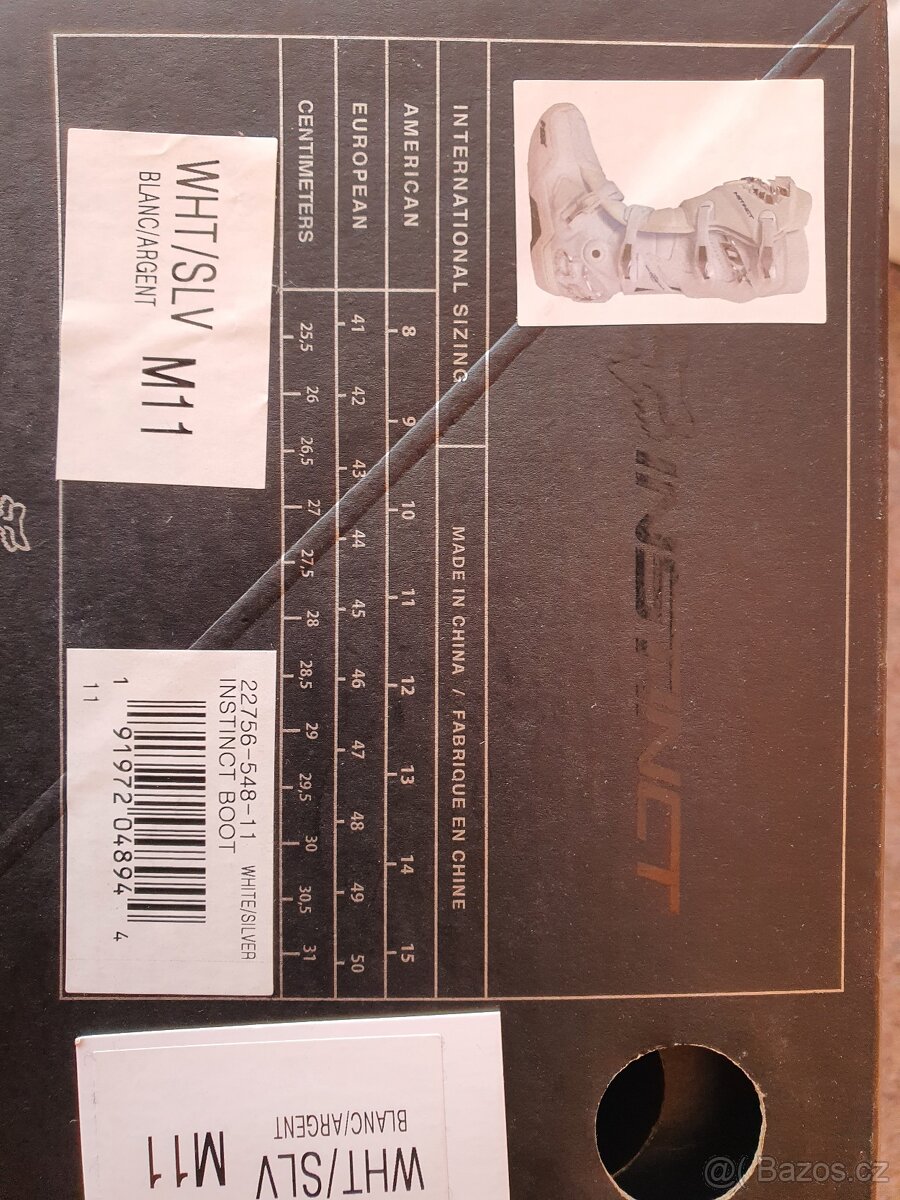 INSTINCT
INTERNATIONAL SIZING
MADE IN CHINA / FABRIQUE EN CHINE
AMERICAN 8 9 10 11 12 13 14 15
EUROPEAN 41 42 43 44 45 46 47 48 49 50
CENTIMETERS 25,5 26 26,5 27 27,5 28 28,5 29 29,5 30 30,5 31
WHT/SLV M11
BLANC/ARGENT
22756-548-11 WHITE/SILVER
INSTINCT BOOT
1 91972 04894 4
11
BLANC/ARGENT
WHT/SLV
M11
@ Bazos.cz